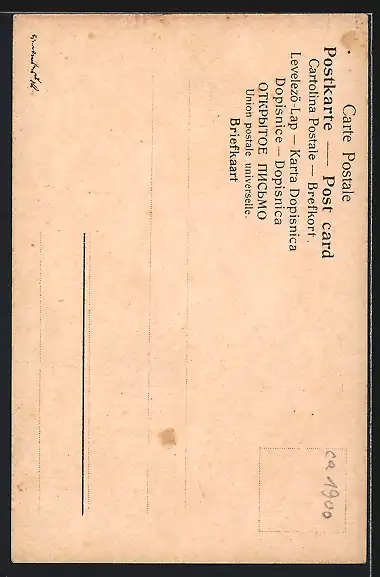 Carte Postale
Postkarte — Post card
Cartolina Postale — Brefkort.
Levelező-Lap — Karta Dopisnica
Dopisnice — Dopisnica
ОТКРЫТОЕ ПИСЬМО
Union postale universelle.
Briefkaart
ca 1900